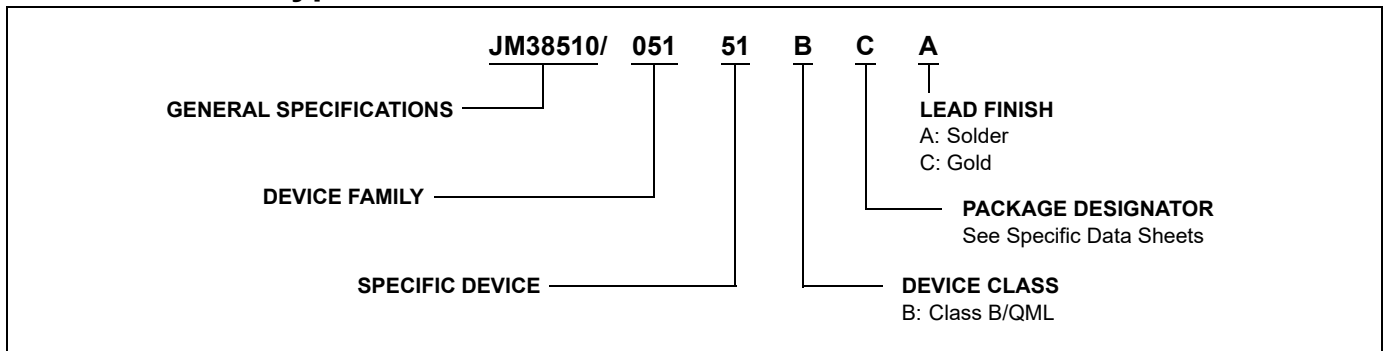 JM38510/ 051 51 B C A
GENERAL SPECIFICATIONS
LEAD FINISH
A: Solder
C: Gold
DEVICE FAMILY
PACKAGE DESIGNATOR
See Specific Data Sheets
SPECIFIC DEVICE
DEVICE CLASS
B: Class B/QML